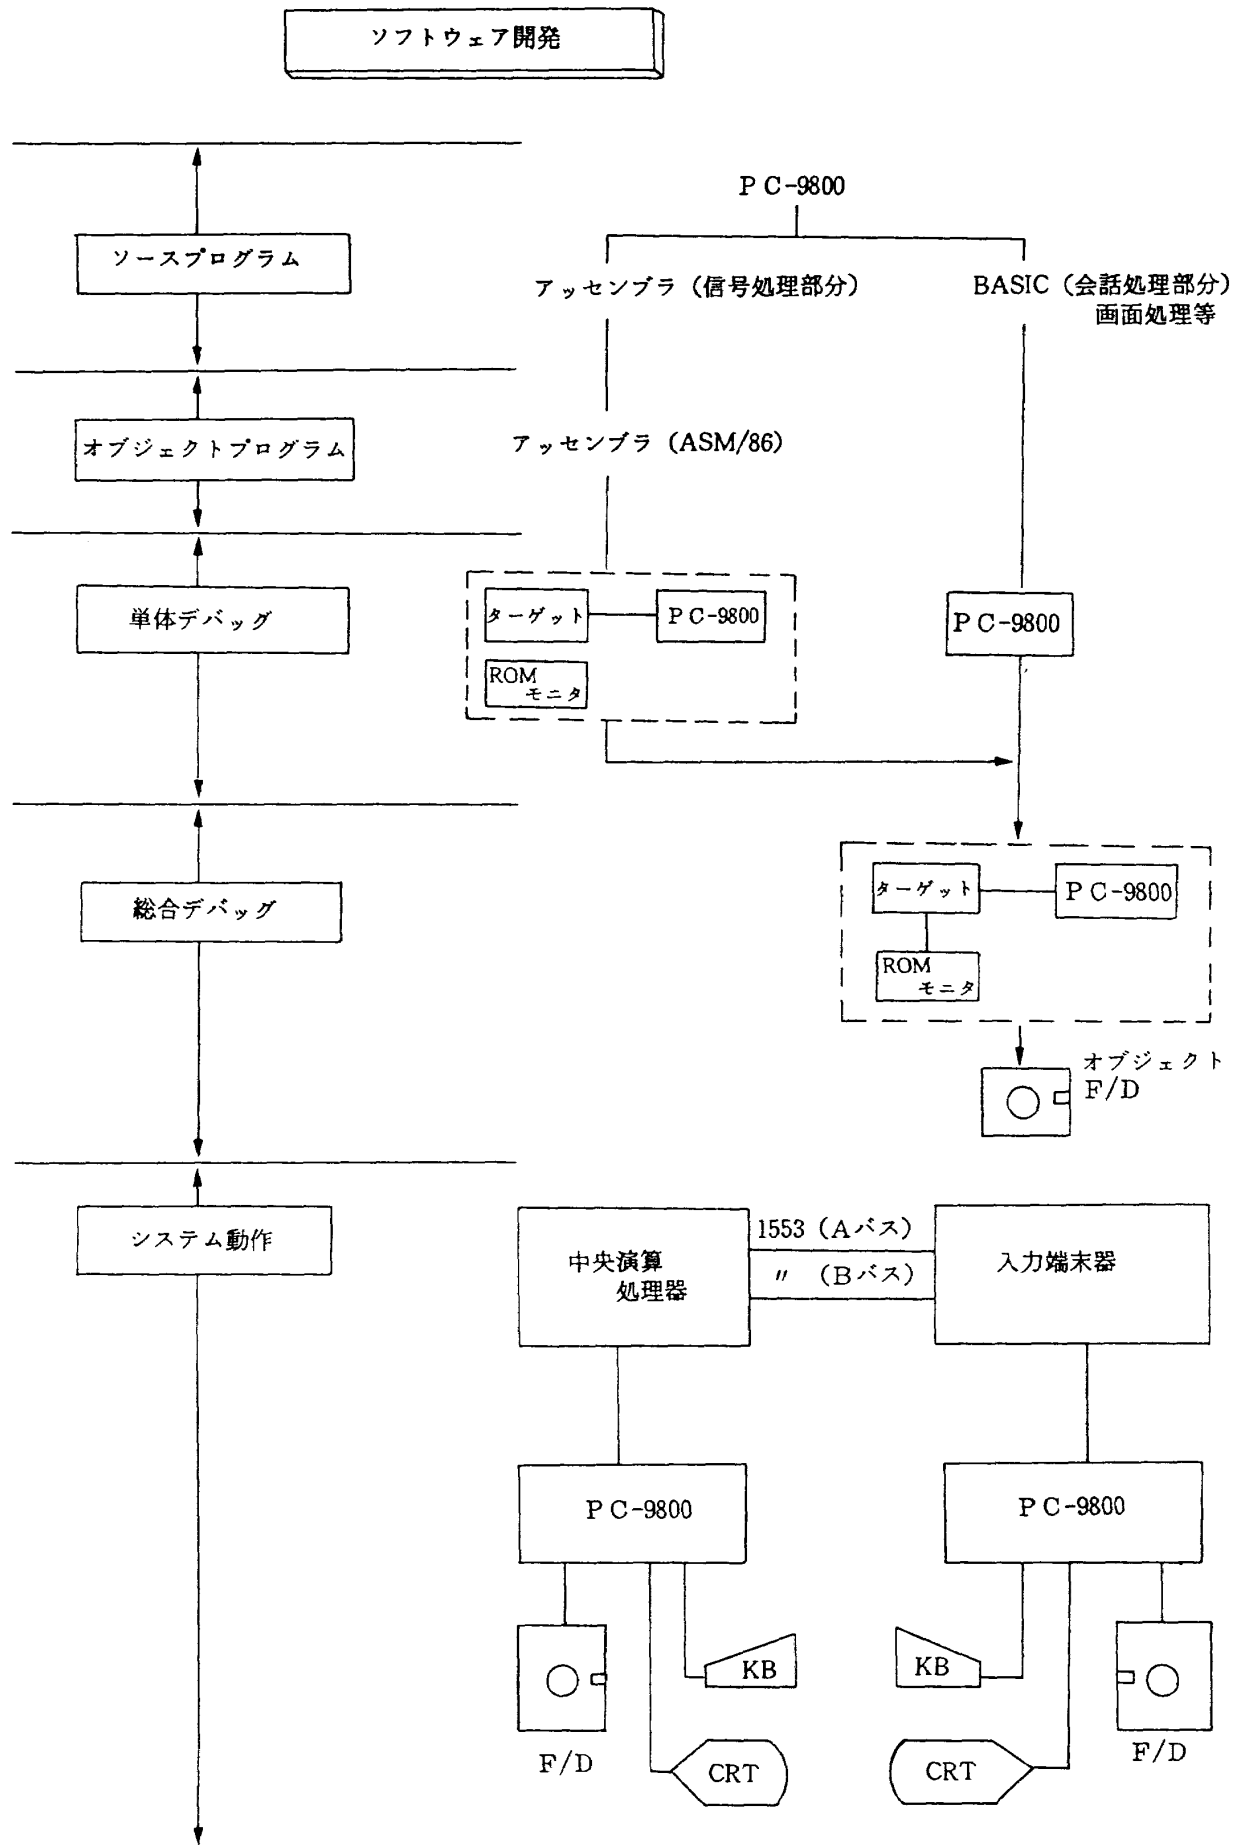 ソフトウェア開発
PC-9800
ソースプログラム
アッセンブラ（信号処理部分）
BASIC（会話処理部分）
画面処理等
オブジェクトプログラム
アッセンブラ（ASM/86）
単体デバッグ
ターゲット
PC-9800
ROM
モニタ
PC-9800
総合デバッグ
ターゲット
PC-9800
ROM
モニタ
オブジェクト
F/D
システム動作
中央演算
処理器
1553（Aバス）
〃（Bバス）
入力端末器
PC-9800
PC-9800
KB
KB
F/D
CRT
CRT
F/D